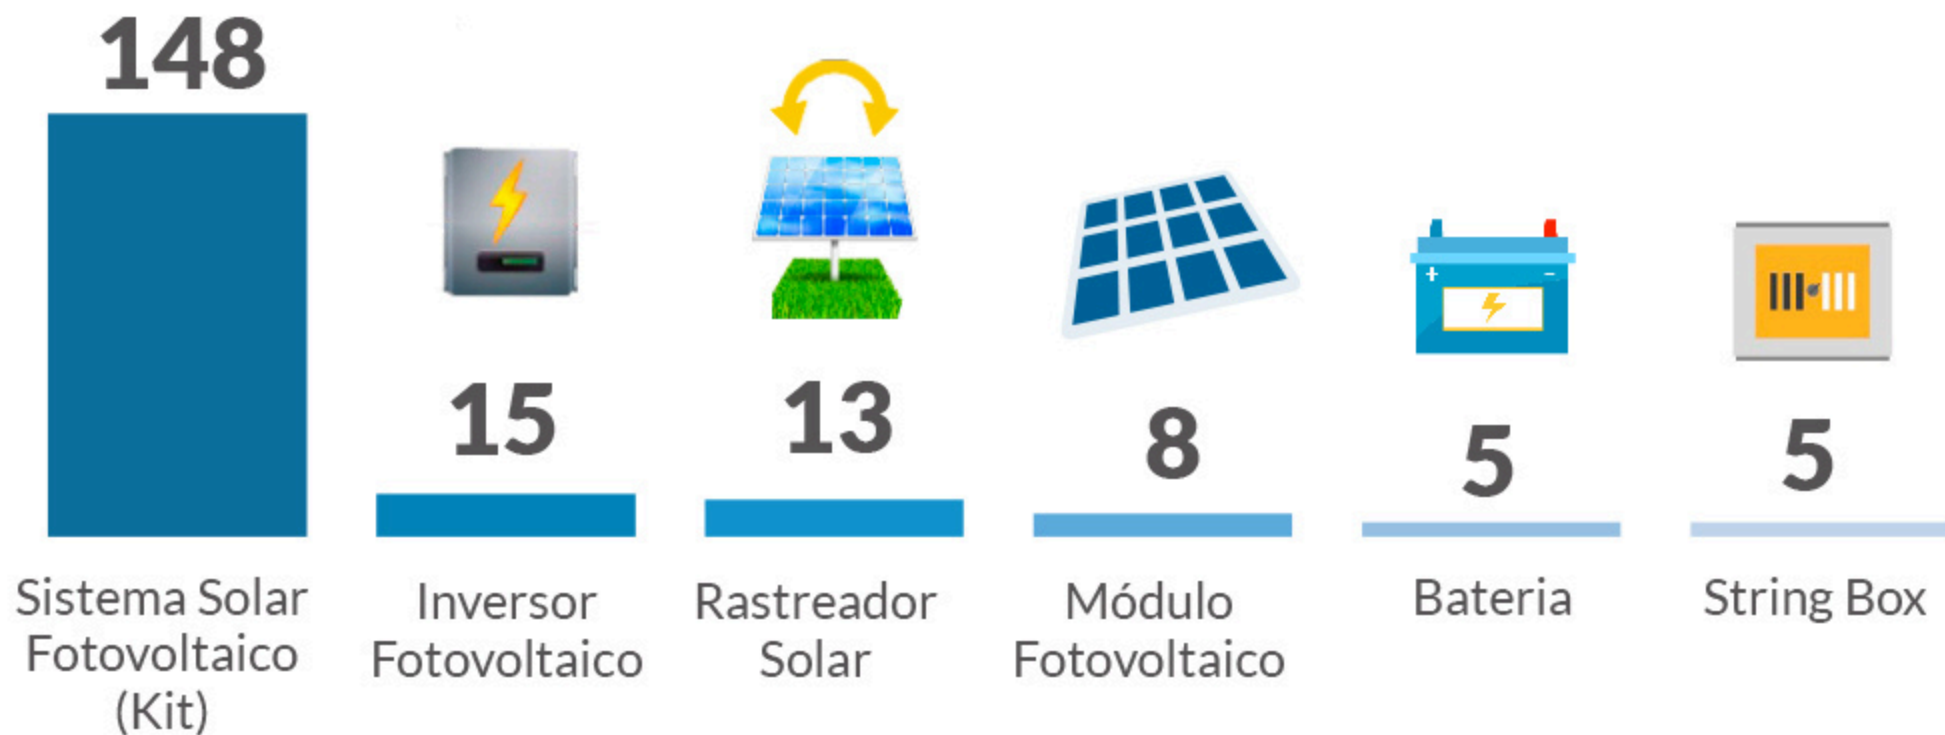 148
15
13
8
5
5
Sistema Solar
Fotovoltaico
(Kit)
Inversor
Fotovoltaico
Rastreador
Solar
Módulo
Fotovoltaico
Bateria
String Box